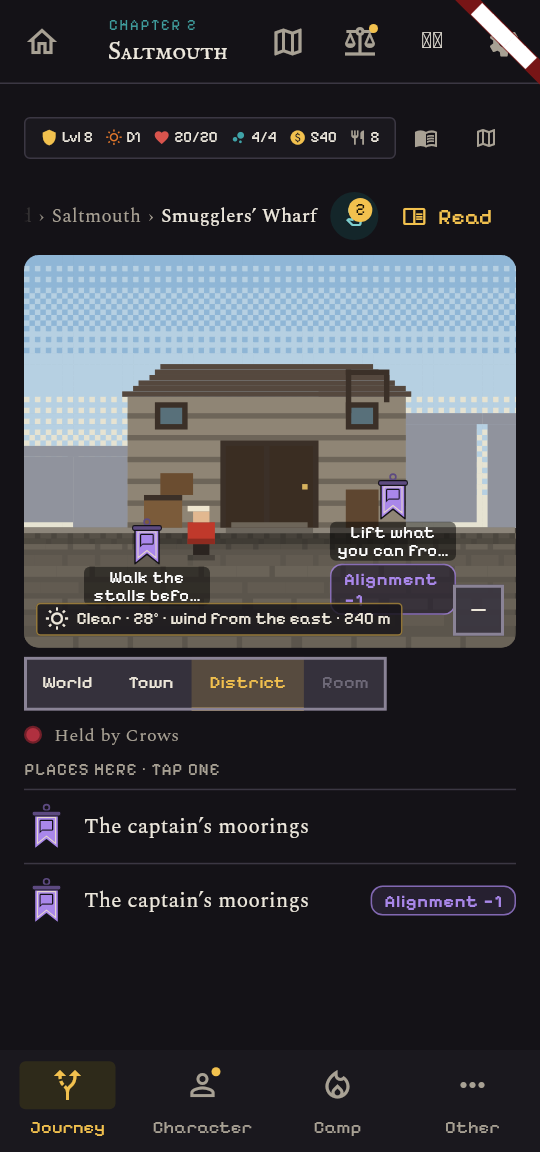 CHAPTER 2
SALTMOUTH
Lvl 8 D1 20/20 4/4 540 8
› Saltmouth › Smugglers' Wharf 2 Read
Lift what
you can fro...
Walk the
stalls befo...
Alignment
-1
Clear · 28° · wind from the east · 240 m
World Town District Room
Held by Crows
PLACES HERE · TAP ONE
The captain's moorings
The captain's moorings Alignment -1
Journey Character Camp Other